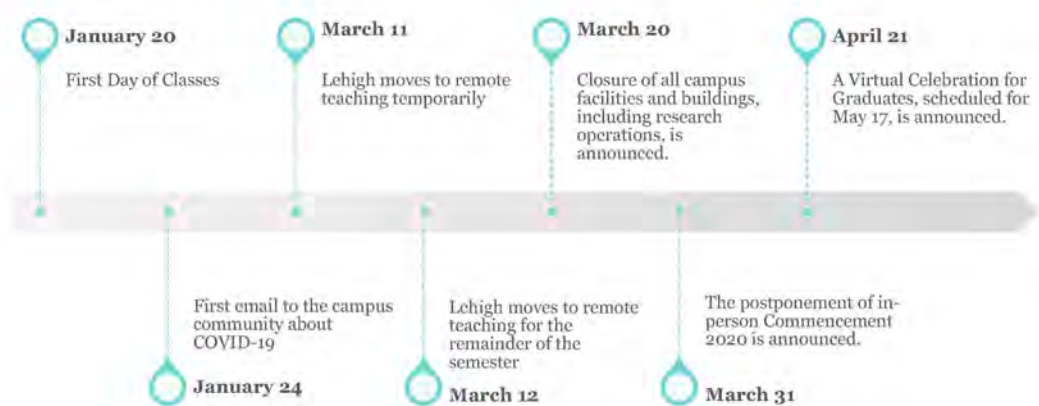 January 20
First Day of Classes
March 11
Lehigh moves to remote
teaching temporarily
March 20
Closure of all campus
facilities and buildings,
including research
operations, is
announced.
April 21
A Virtual Celebration for
Graduates, scheduled for
May 17, is announced.
First email to the campus
community about
COVID-19
January 24
Lehigh moves to remote
teaching for the
remainder of the
semester
March 12
The postponement of in-
person Commencement
2020 is announced.
March 31